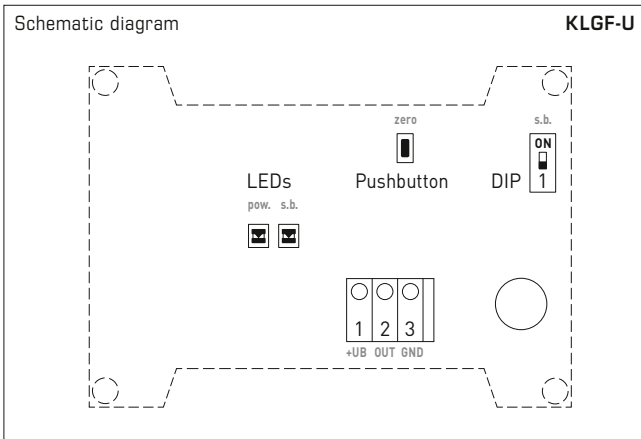 Schematic diagram KLGF-U
zero s.b.
ON
LEDs Pushbutton DIP 1
pow. s.b.
1 2 3
+UB OUT GND